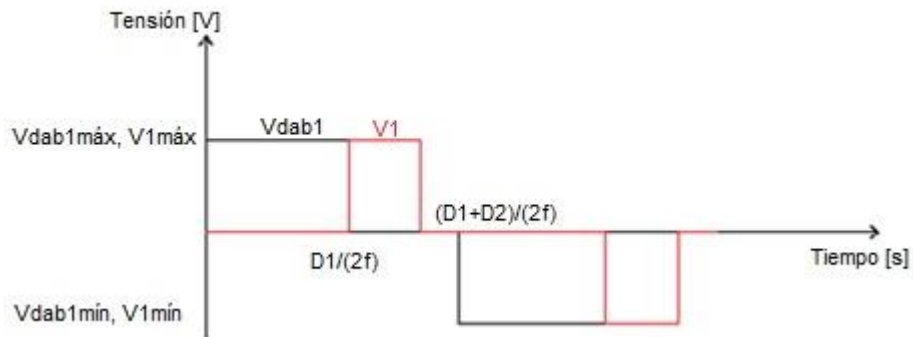 Tensión [V]
Vdab1máx, V1máx
Vdab1
V1
(D1+D2)/(2f)
D1/(2f)
Tiempo [s]
Vdab1mín, V1mín